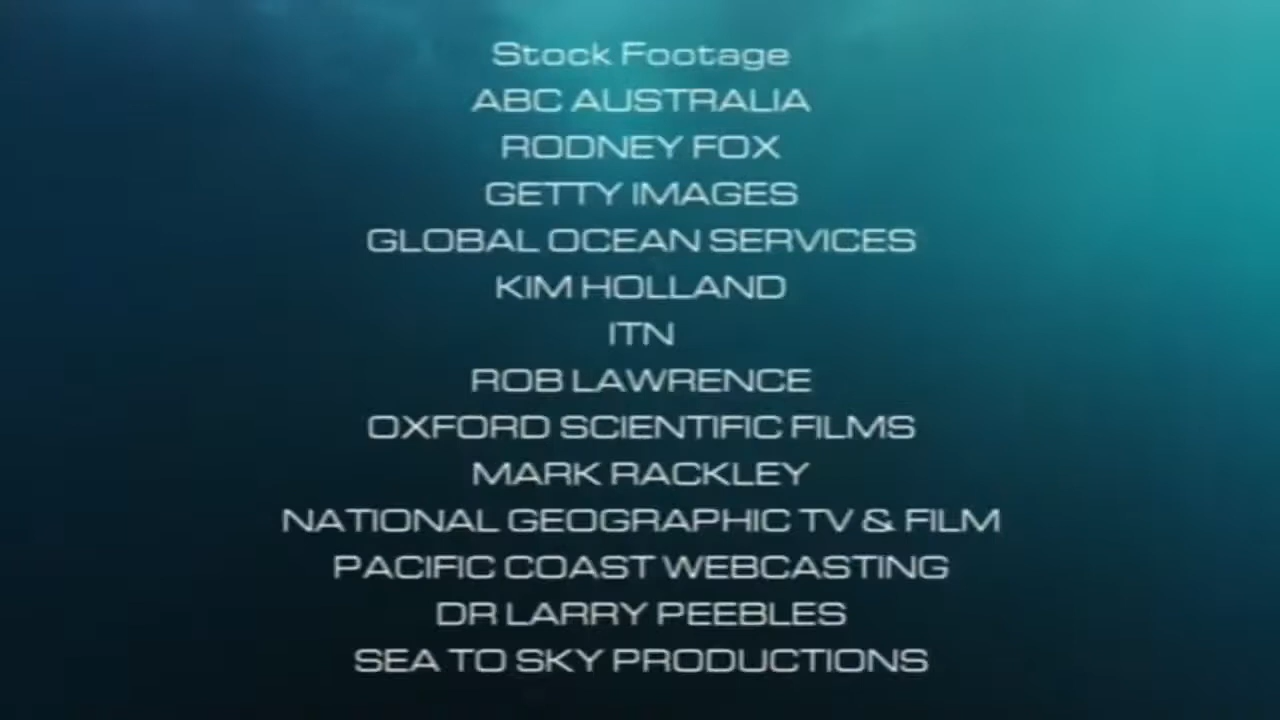 Stock Footage
ABC AUSTRALIA
RODNEY FOX
GETTY IMAGES
GLOBAL OCEAN SERVICES
KIM HOLLAND
ITN
ROB LAWRENCE
OXFORD SCIENTIFIC FILMS
MARK RACKLEY
NATIONAL GEOGRAPHIC TV & FILM
PACIFIC COAST WEBCASTING
DR LARRY PEEBLES
SEA TO SKY PRODUCTIONS